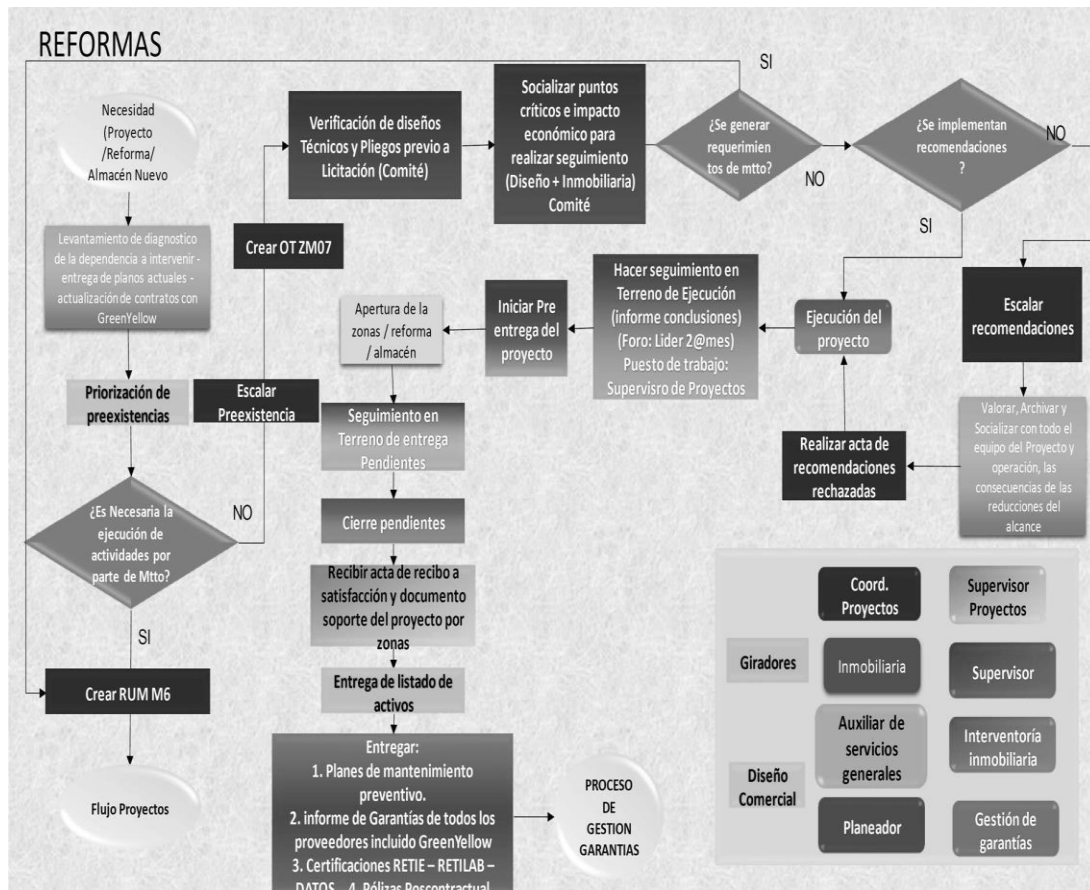 REFORMAS
SI
Necesidad
(Proyecto
/Reforma/
Almacén Nuevo
Verificación de diseños
Técnicos y Pliegos previo a
Licitación (Comité)
Socializar puntos
críticos e impacto
económico para
realizar seguimiento
(Diseño + Inmobiliaria)
Comité
¿Se generar
requerimien
tos de mtto?
NO
¿Se implementan
recomendaciones
?
NO
SI
Levantamiento de diagnostico
de la dependencia a intervenir -
entrega de planos actuales -
actualización de contratos con
GreenYellow
Crear OT ZM07
Priorización de
preexistencias
Escalar
Preexistencia
¿Es Necesaria la
ejecución de
actividades por
parte de Mtto?
NO
SI
Crear RUM M6
Flujo Proyectos
Escalar
recomendaciones
Valorar, Archivar y
Socializar con todo el
equipo del Proyecto y
operación, las
consecuencias de las
reducciones del
alcance
Realizar acta de
recomendaciones
rechazadas
Ejecución del
proyecto
Hacer seguimiento en
Terreno de Ejecución
(informe conclusiones)
(Foro: Lider 2@mes)
Puesto de trabajo:
Supervisro de Proyectos
Iniciar Pre
entrega del
proyecto
Apertura de la
zonas / reforma /
almacén
Seguimiento en
Terreno de entrega
Pendientes
Cierre pendientes
Recibir acta de recibo a
satisfacción y documento
soporte del proyecto por
zonas
Entrega de listado de
activos
Entregar:
1. Planes de mantenimiento
preventivo.
2. informe de Garantías de todos los
proveedores incluido GreenYellow
3. Certificaciones RETIE – RETILAB –
DATOS 4. Pólizas Poscontractual
PROCESO
DE
GESTION
GARANTIAS
Coord.
Proyectos
Supervisor
Proyectos
Giradores
Inmobiliaria
Supervisor
Auxiliar de
servicios
generales
Interventoría
inmobiliaria
Diseño
Comercial
Planeador
Gestión de
garantías